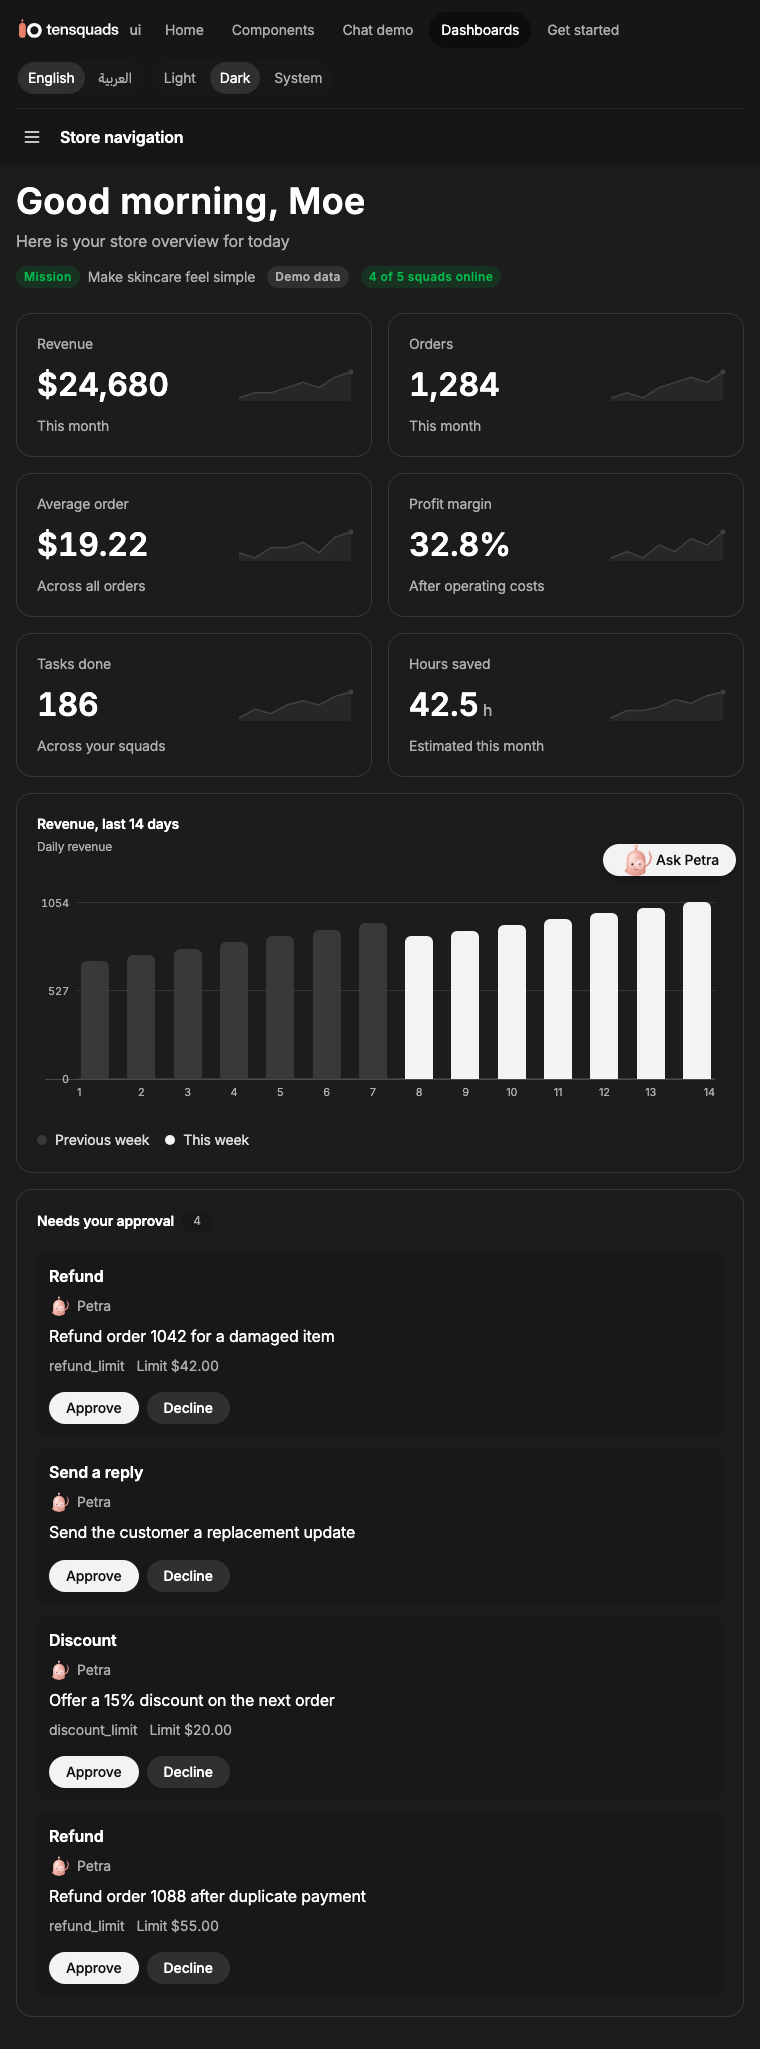 tensquads ui Home Components Chat demo Dashboards Get started
English العربية Light Dark System
Store navigation
Good morning, Moe
Here is your store overview for today
Mission Make skincare feel simple Demo data 4 of 5 squads online
Revenue
$24,680
This month
Orders
1,284
This month
Average order
$19.22
Across all orders
Profit margin
32.8%
After operating costs
Tasks done
186
Across your squads
Hours saved
42.5 h
Estimated this month
Revenue, last 14 days
Daily revenue
Ask Petra
1054
527
0
1 2 3 4 5 6 7 8 9 10 11 12 13 14
Previous week This week
Needs your approval 4
Refund
Petra
Refund order 1042 for a damaged item
refund_limit Limit $42.00
Approve Decline
Send a reply
Petra
Send the customer a replacement update
Approve Decline
Discount
Petra
Offer a 15% discount on the next order
discount_limit Limit $20.00
Approve Decline
Refund
Petra
Refund order 1088 after duplicate payment
refund_limit Limit $55.00
Approve Decline